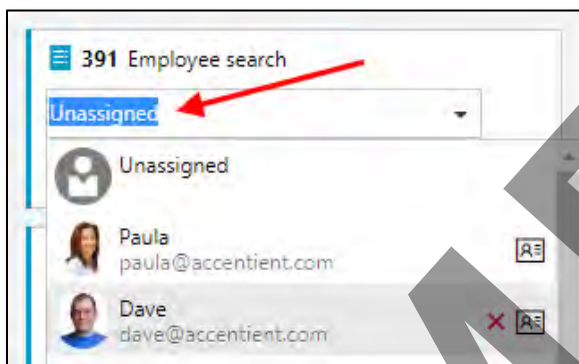 391 Employee search
Unassigned
Unassigned
Paula
paula@accentient.com
Dave
dave@accentient.com